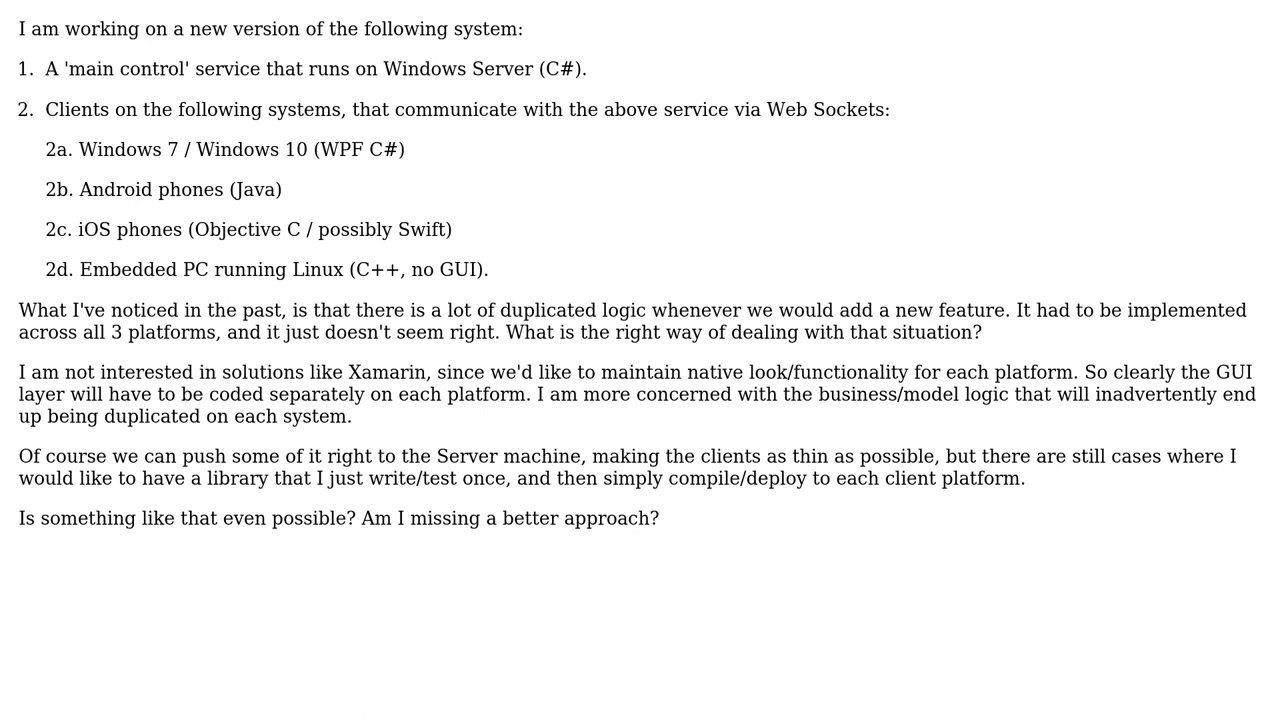 I am working on a new version of the following system:
1. A 'main control' service that runs on Windows Server (C#).
2. Clients on the following systems, that communicate with the above service via Web Sockets:
2a. Windows 7 / Windows 10 (WPF C#)
2b. Android phones (Java)
2c. iOS phones (Objective C / possibly Swift)
2d. Embedded PC running Linux (C++, no GUI).
What I've noticed in the past, is that there is a lot of duplicated logic whenever we would add a new feature. It had to be implemented
across all 3 platforms, and it just doesn't seem right. What is the right way of dealing with that situation?
I am not interested in solutions like Xamarin, since we'd like to maintain native look/functionality for each platform. So clearly the GUI
layer will have to be coded separately on each platform. I am more concerned with the business/model logic that will inadvertently end
up being duplicated on each system.
Of course we can push some of it right to the Server machine, making the clients as thin as possible, but there are still cases where I
would like to have a library that I just write/test once, and then simply compile/deploy to each client platform.
Is something like that even possible? Am I missing a better approach?